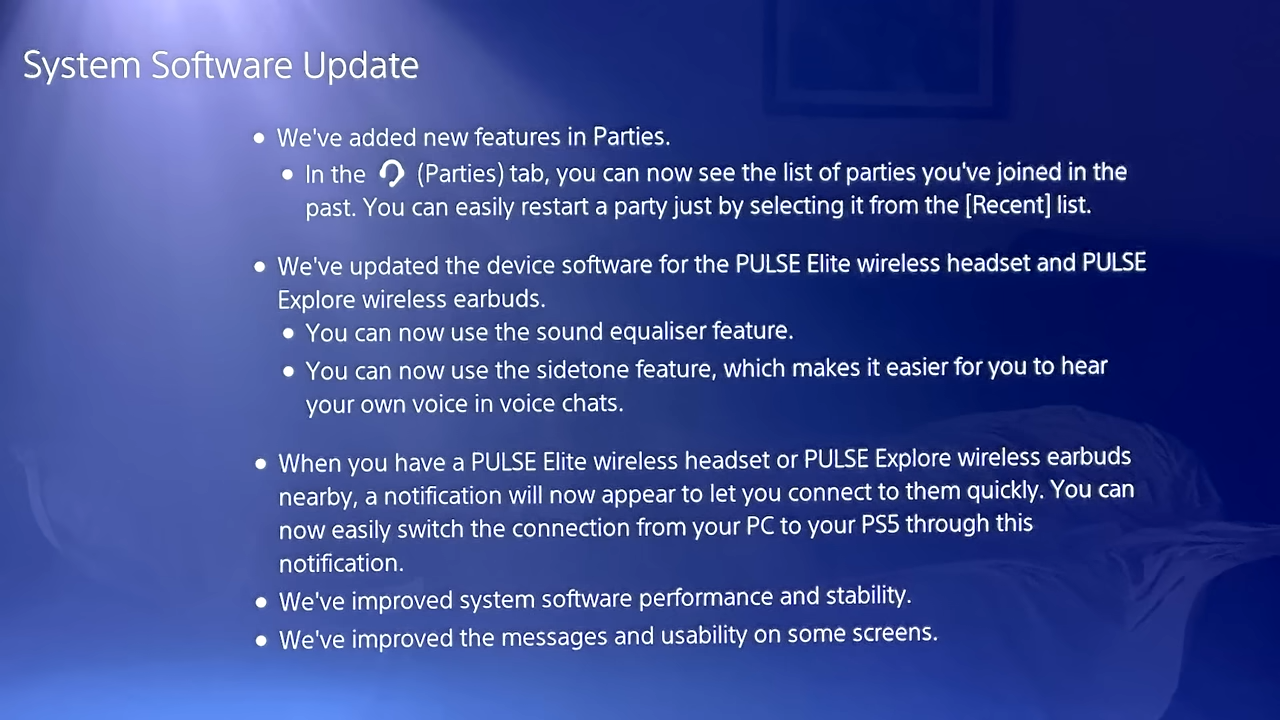 System Software Update
• We've added new features in Parties.
• In the (Parties) tab, you can now see the list of parties you've joined in the
past. You can easily restart a party just by selecting it from the [Recent] list.
• We've updated the device software for the PULSE Elite wireless headset and PULSE
Explore wireless earbuds.
• You can now use the sound equaliser feature.
• You can now use the sidetone feature, which makes it easier for you to hear
your own voice in voice chats.
• When you have a PULSE Elite wireless headset or PULSE Explore wireless earbuds
nearby, a notification will now appear to let you connect to them quickly. You can
now easily switch the connection from your PC to your PS5 through this
notification.
• We've improved system software performance and stability.
• We've improved the messages and usability on some screens.